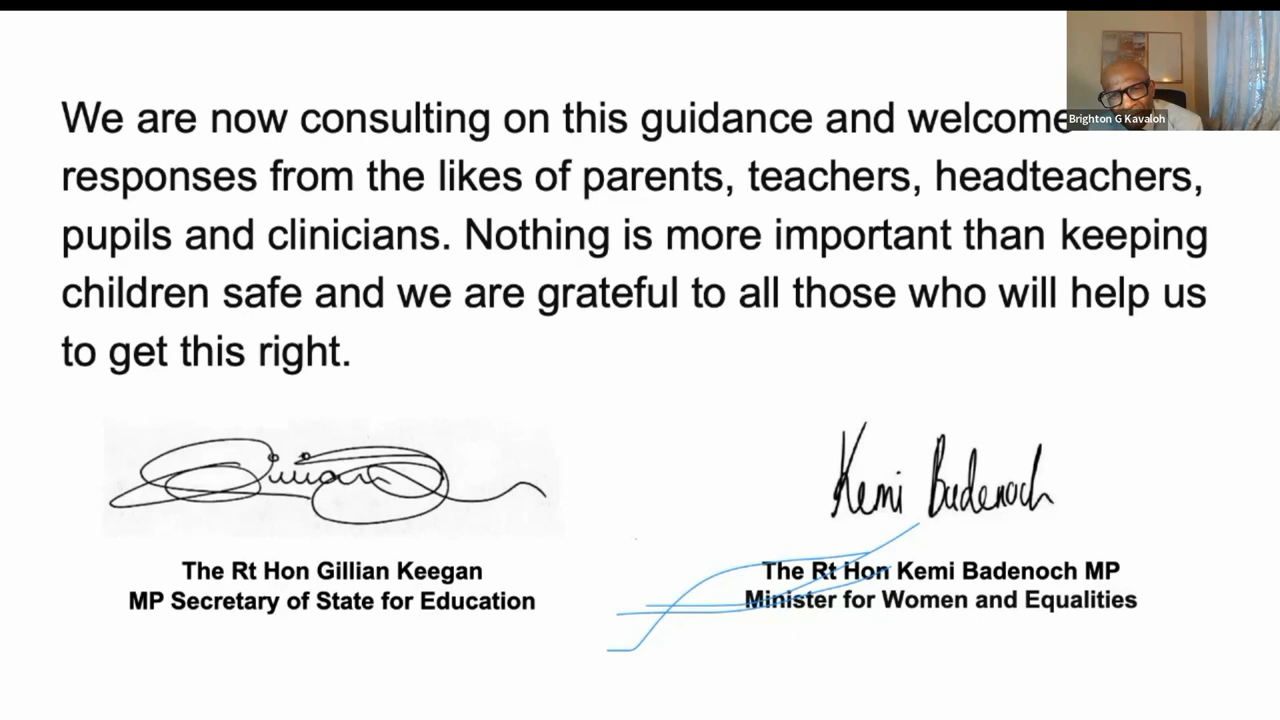 We are now consulting on this guidance and welcome
responses from the likes of parents, teachers, headteachers,
pupils and clinicians. Nothing is more important than keeping
children safe and we are grateful to all those who will help us
to get this right.
Brighton G Kavaloh
Gillian
Kemi Badenoch
The Rt Hon Gillian Keegan
MP Secretary of State for Education
The Rt Hon Kemi Badenoch MP
Minister for Women and Equalities